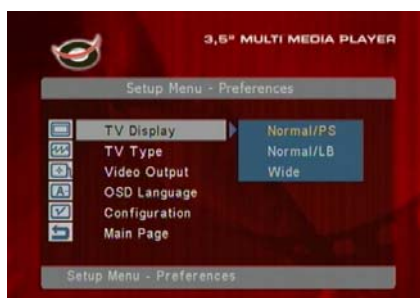 3,5" MULTI MEDIA PLAYER
Setup Menu - Preferences
TV Display
Normal/PS
TV Type
Normal/LB
Video Output
Wide
A
OSD Language
Configuration
Main Page
Setup Menu - Preferences